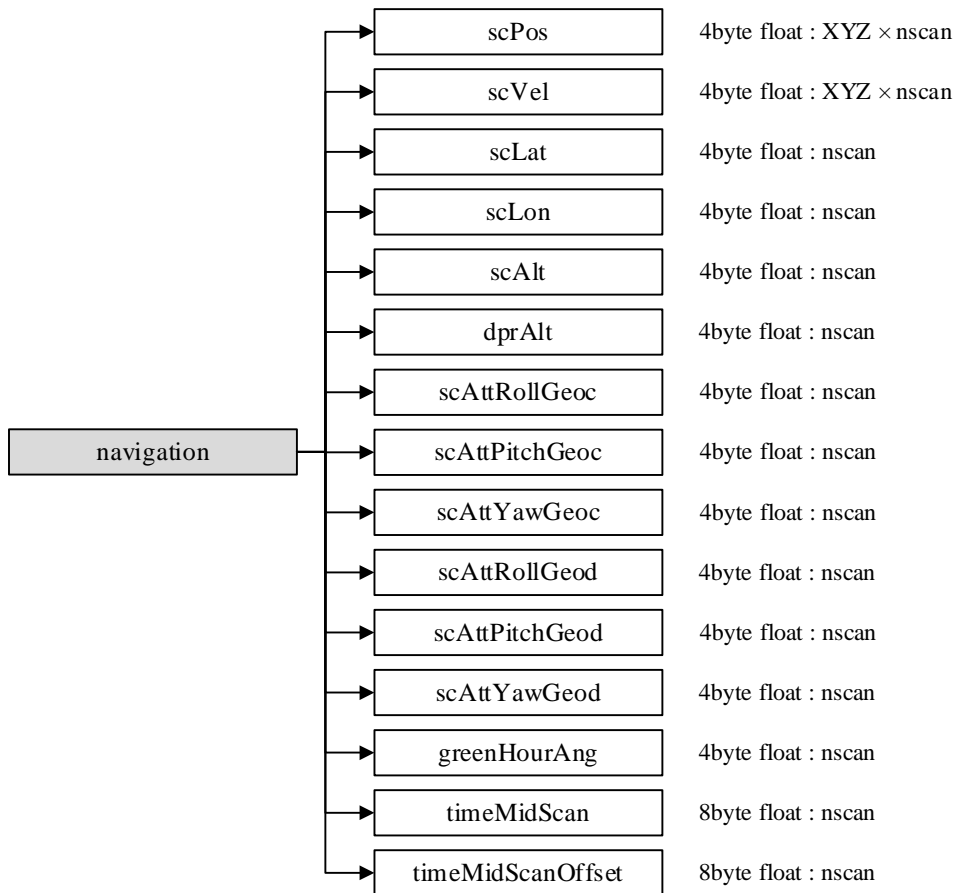 scPos 4byte float : XYZ × nscan
scVel 4byte float : XYZ × nscan
scLat 4byte float : nscan
scLon 4byte float : nscan
scAlt 4byte float : nscan
dprAlt 4byte float : nscan
scAttRollGeoc 4byte float : nscan
navigation scAttPitchGeoc 4byte float : nscan
scAttYawGeoc 4byte float : nscan
scAttRollGeod 4byte float : nscan
scAttPitchGeod 4byte float : nscan
scAttYawGeod 4byte float : nscan
greenHourAng 4byte float : nscan
timeMidScan 8byte float : nscan
timeMidScanOffset 8byte float : nscan